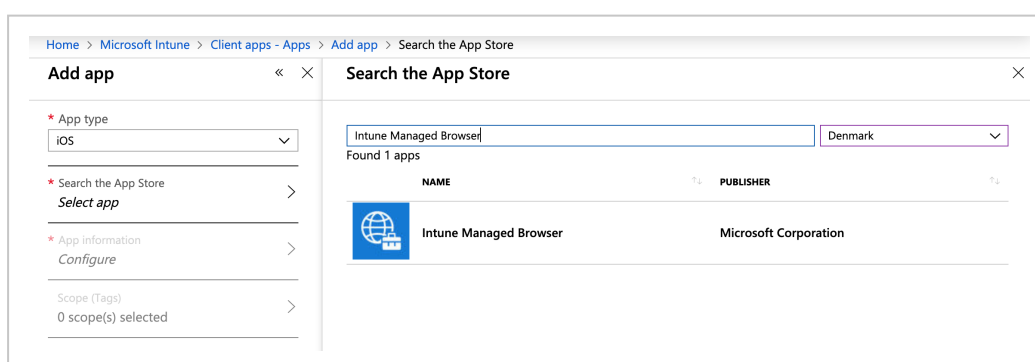 Home > Microsoft Intune > Client apps - Apps > Add app > Search the App Store
Add app
Search the App Store
* App type
iOS
* Search the App Store
Select app
* App information
Configure
Scope (Tags)
0 scope(s) selected
Intune Managed Browser
Denmark
Found 1 apps
NAME
PUBLISHER
Intune Managed Browser
Microsoft Corporation